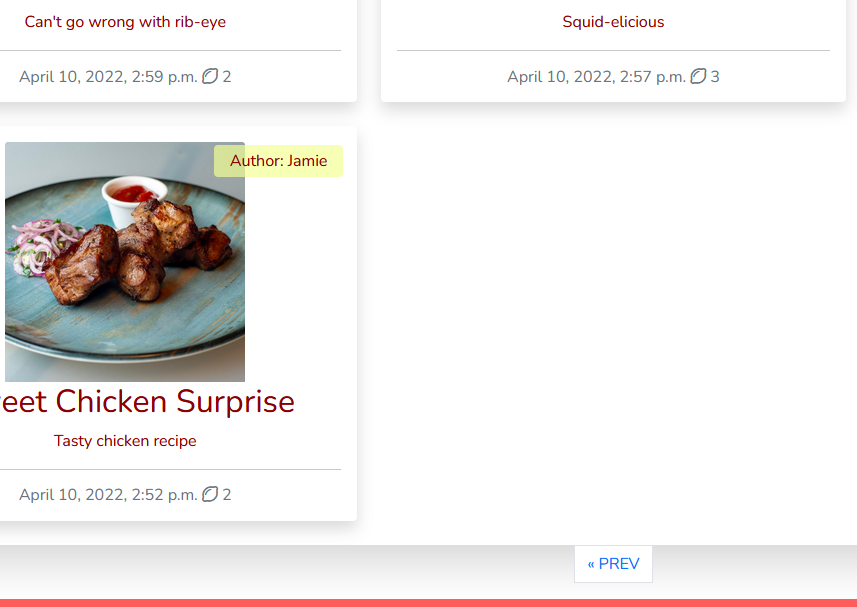 Can't go wrong with rib-eye
Squid-elicious
April 10, 2022, 2:59 p.m. 2
April 10, 2022, 2:57 p.m. 3
Author: Jamie
eet Chicken Surprise
Tasty chicken recipe
April 10, 2022, 2:52 p.m. 2
« PREV